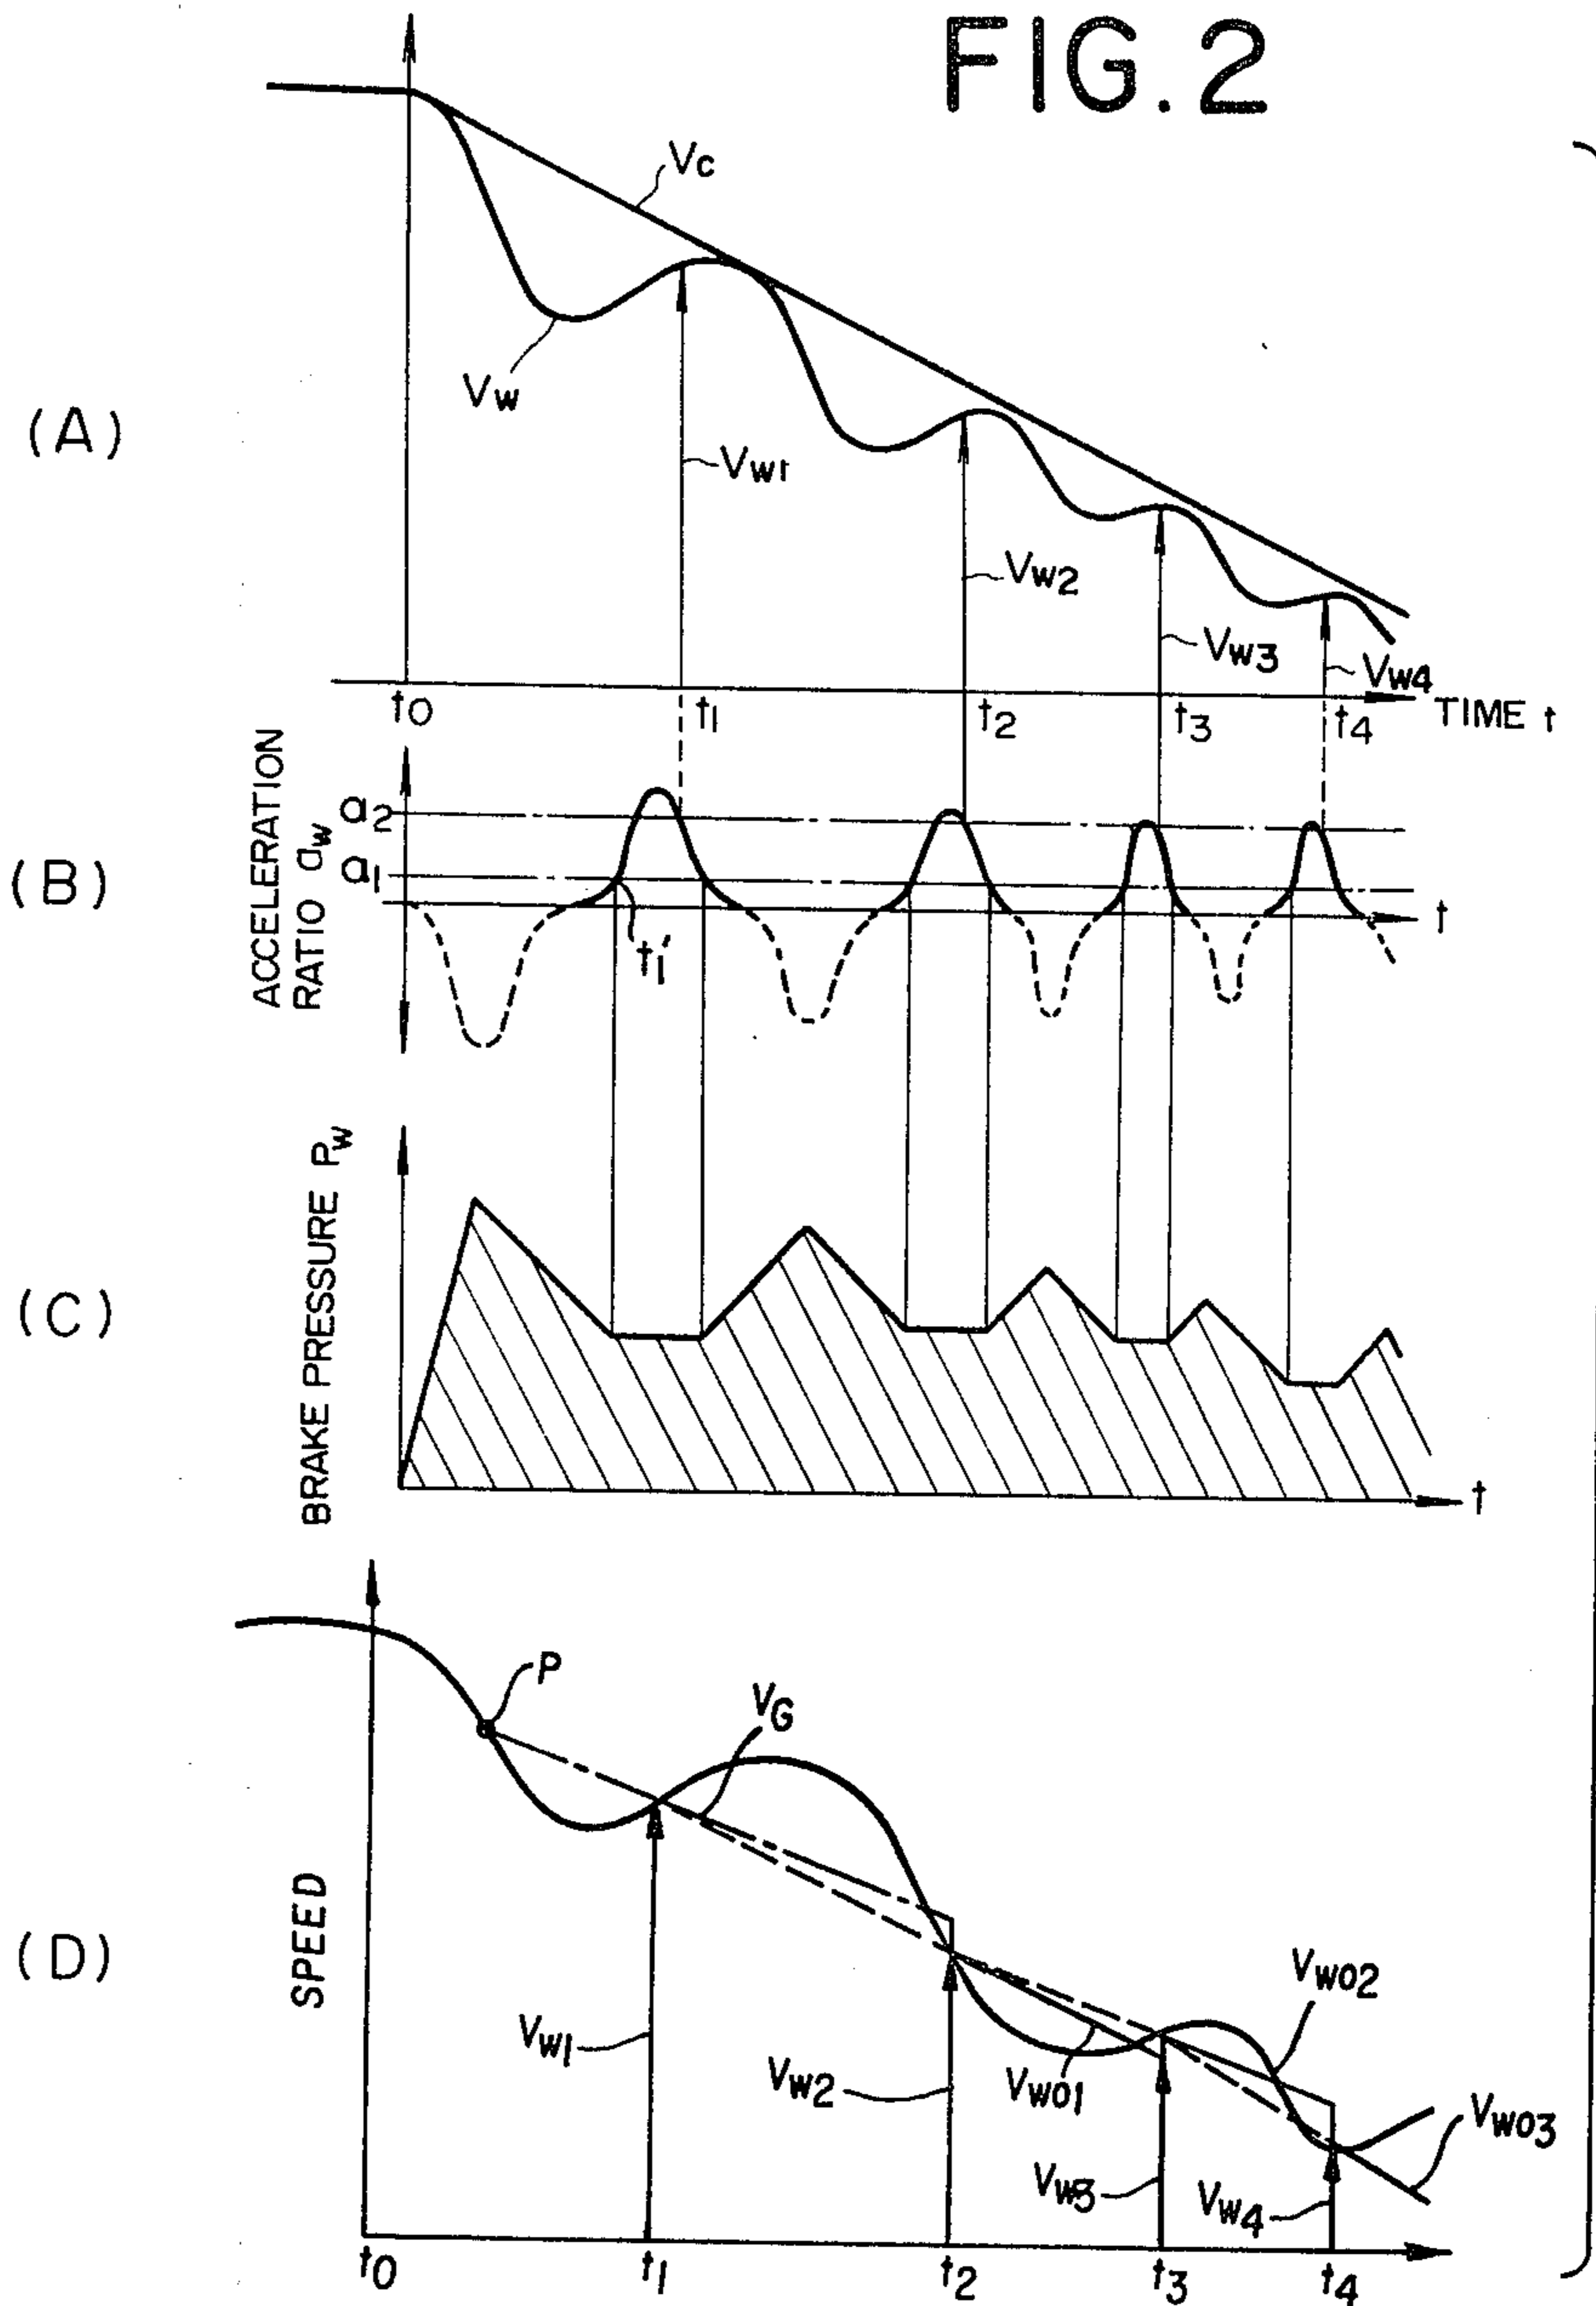 FIG.2
Vc
Vw
(A)
Vw1
Vw2
Vw3
Vw4
t0
t1
t2
t3
t4
TIME t
ACCELERATION
RATIO aw
a2
a1
(B)
t1'
t
BRAKE PRESSURE Pw
(C)
t
P
VG
SPEED
(D)
Vw1
Vw2
Vw01
Vw02
Vw3
Vw4
Vw03
t0
t1
t2
t3
t4